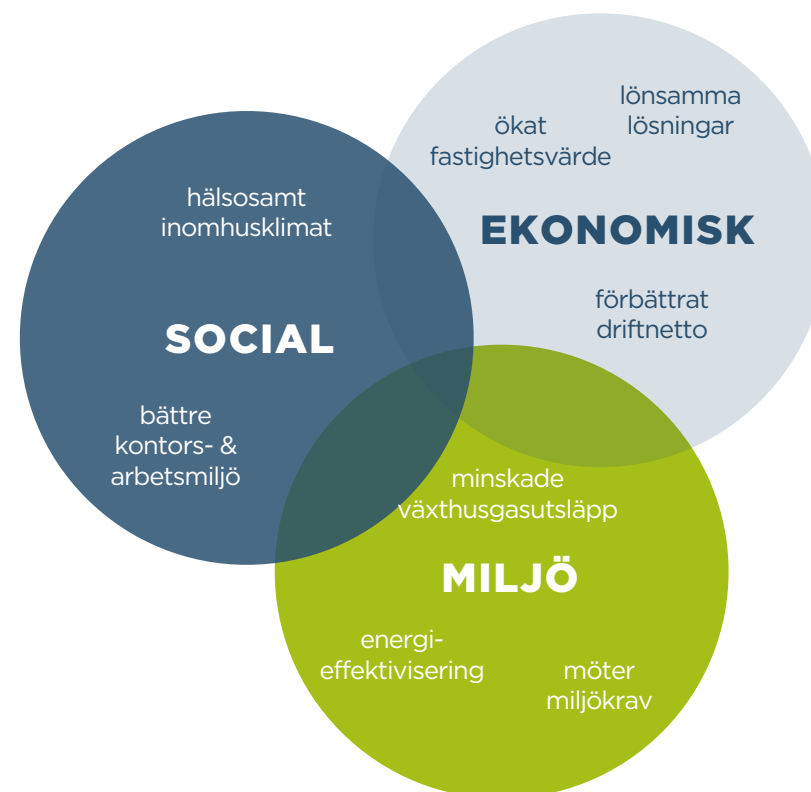 lönsamma
lösningar
ökat
fastighetsvärde
EKONOMISK
förbättrat
driftnetto
hälsosamt
inomhusklimat
SOCIAL
bättre
kontors- &
arbetsmiljö
minskade
växthusgasutsläpp
MILJÖ
energi-
effektivisering
möter
miljökrav